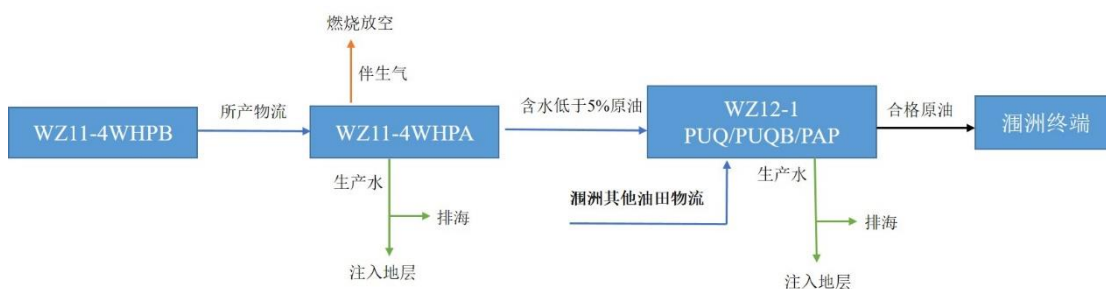 燃烧放空
伴生气
WZ11-4WHPB
所产物流
WZ11-4WHPA
含水低于5%原油
WZ12-1
PUQ/PUQB/PAP
合格原油
涠洲终端
生产水
排海
注入地层
涠洲其他油田物流
生产水
排海
注入地层